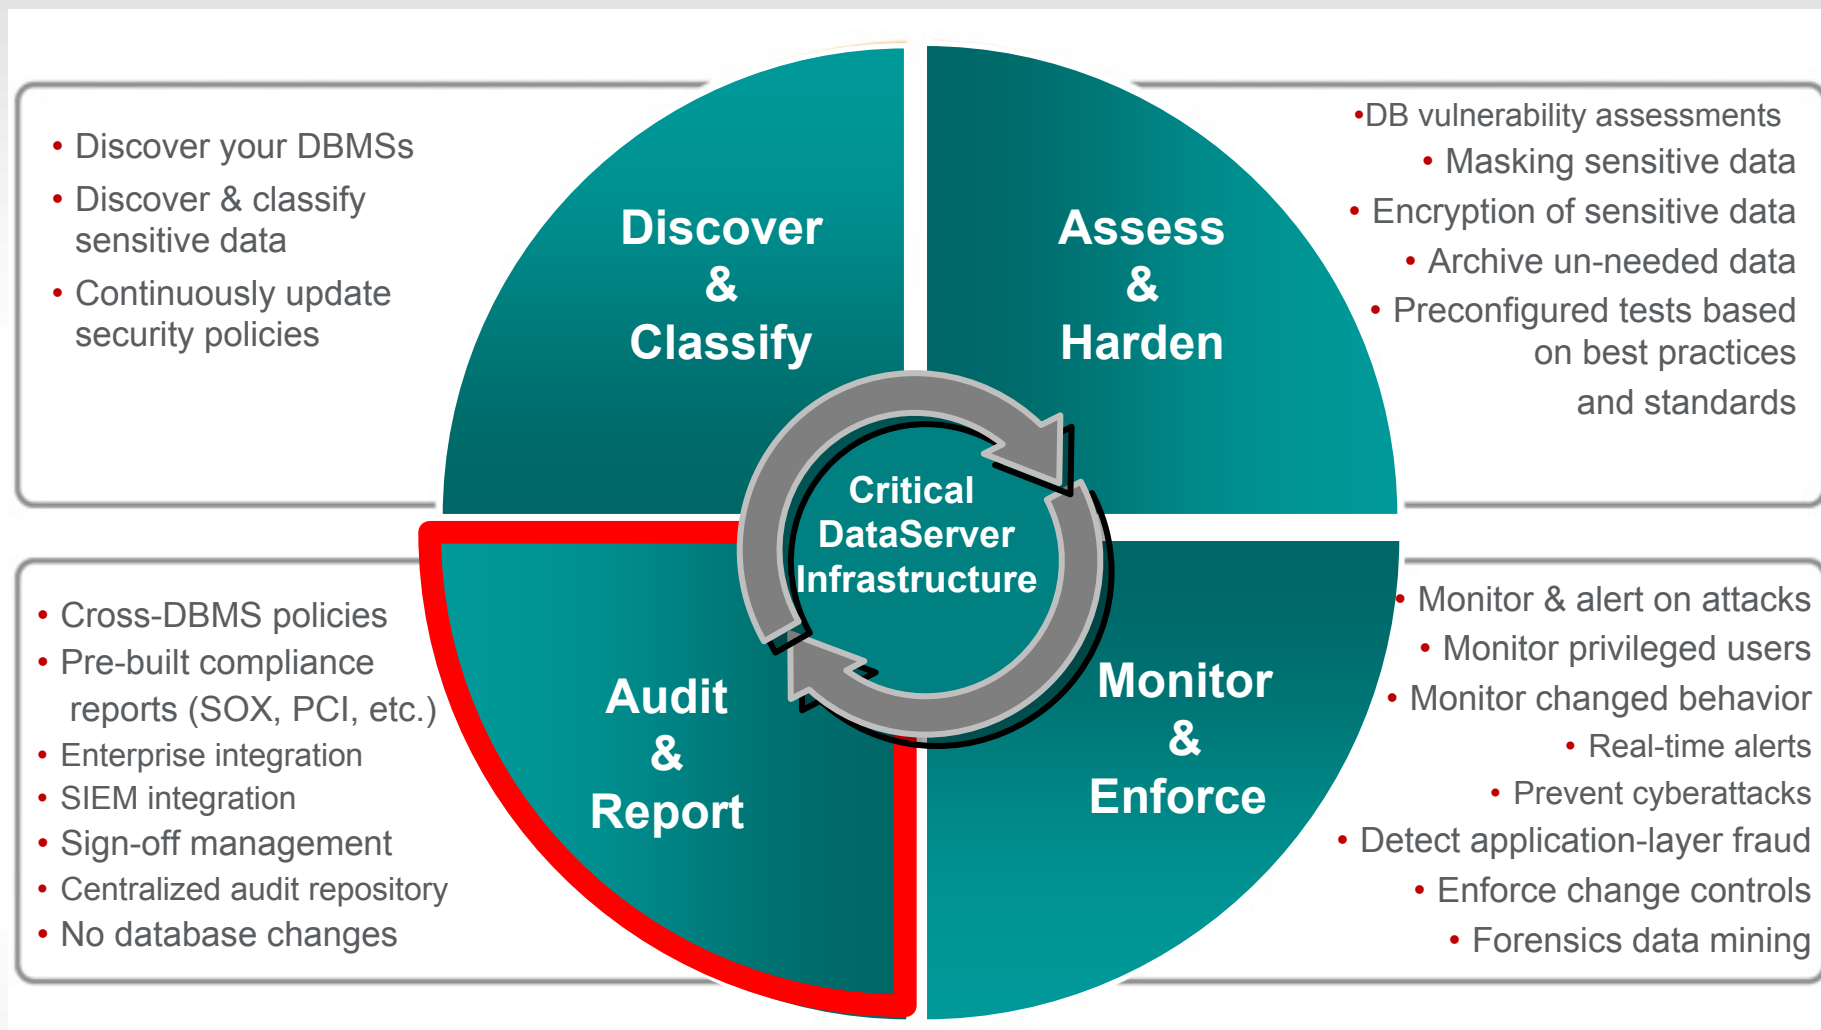 • Discover your DBMSs
• Discover & classify
sensitive data
• Continuously update
security policies
Discover
&
Classify
Assess
&
Harden
•DB vulnerability assessments
• Masking sensitive data
• Encryption of sensitive data
• Archive un-needed data
• Preconfigured tests based
on best practices
and standards
Critical
DataServer
Infrastructure
• Cross-DBMS policies
• Pre-built compliance
reports (SOX, PCI, etc.)
• Enterprise integration
• SIEM integration
• Sign-off management
• Centralized audit repository
• No database changes
Audit
&
Report
Monitor
&
Enforce
• Monitor & alert on attacks
• Monitor privileged users
• Monitor changed behavior
• Real-time alerts
• Prevent cyberattacks
• Detect application-layer fraud
• Enforce change controls
• Forensics data mining